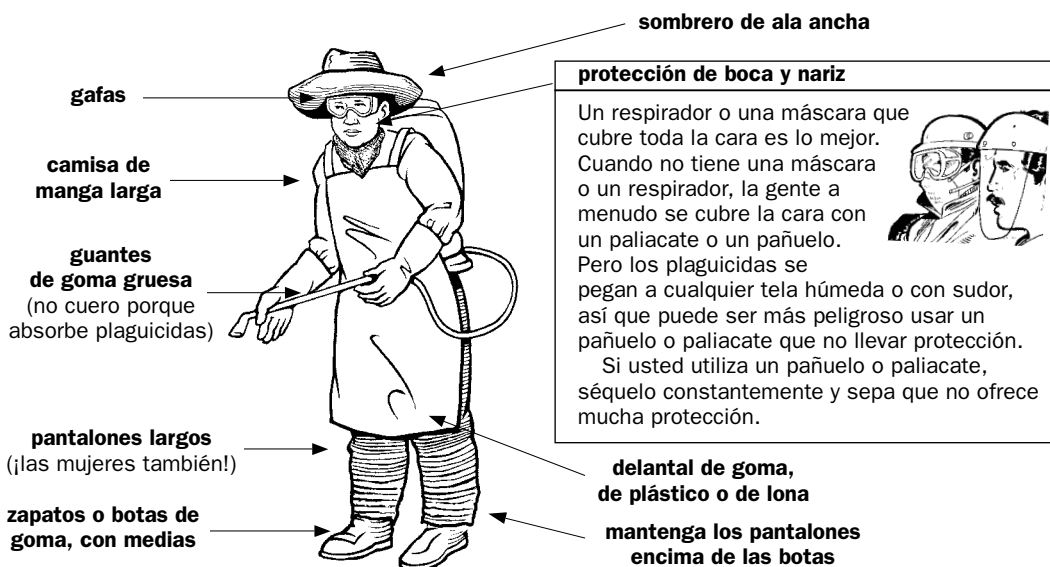 sombrero de ala ancha
gafas
camisa de
manga larga
guantes
de goma gruesa
(no cuero porque
absorbe plaguicidas)
pantalones largos
(¡las mujeres también!)
zapatos o botas de
goma, con medias
protección de boca y nariz
Un respirador o una máscara que
cubre toda la cara es lo mejor.
Cuando no tiene una máscara
o un respirador, la gente a
menudo se cubre la cara con
un paliacate o un pañuelo.
Pero los plaguicidas se
pegan a cualquier tela húmeda o con sudor,
así que puede ser más peligroso usar un
pañuelo o paliacate que no llevar protección.
Si usted utiliza un pañuelo o paliacate,
séquelo constantemente y sepa que no ofrece
mucha protección.
delantal de goma,
de plástico o de lona
mantenga los pantalones
encima de las botas